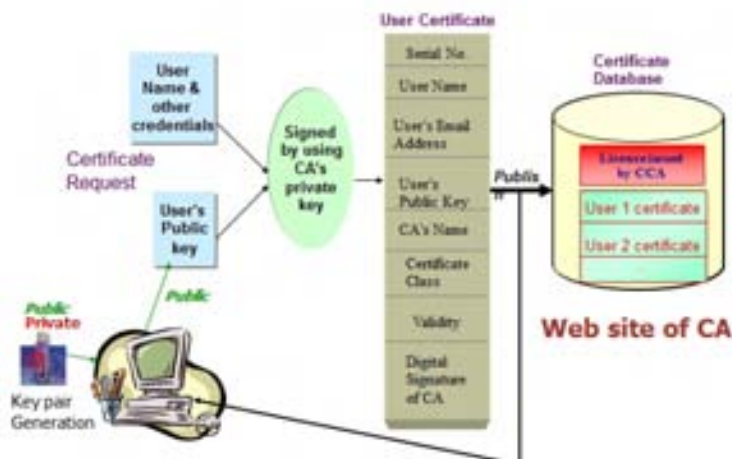 User Certificate
User
Name &
other
credentials
Certificate
Request
User's
Public
key
Signed
by using
CA's
private
key
Serial No.
User Name
User's Email
Address
User's
Public Key
CA's Name
Certificate
Class
Validity
Digital
Signature
of CA
Publis
h
Certificate
Database
License issued
by CCA
User 1 certificate
User 2 certificate
Web site of CA
Public
Private
Public
Key pair
Generation